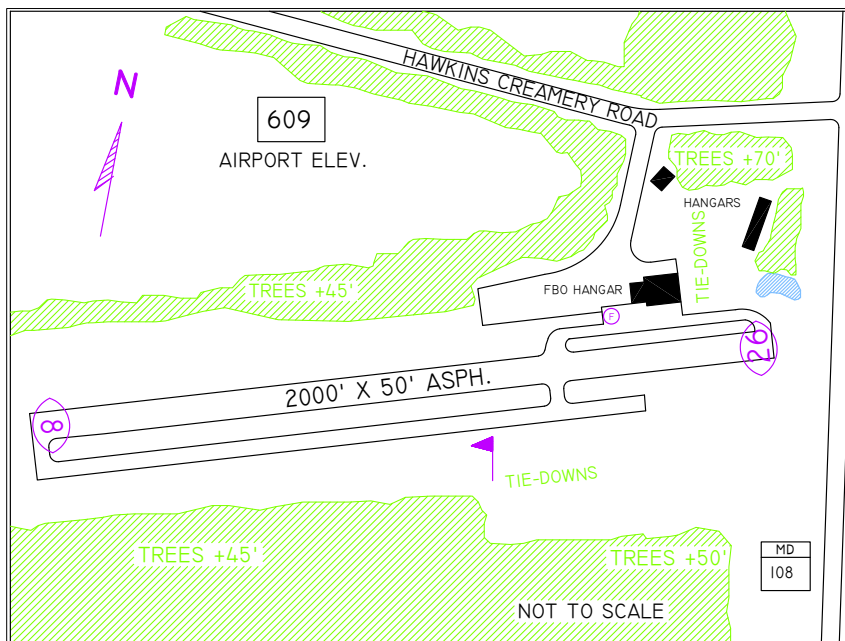 N
HAWKINS CREAMERY ROAD
609
AIRPORT ELEV.
TREES +70'
HANGARS
TIE-DOWNS
TREES +45'
FBO HANGAR
F
26
2000' X 50' ASPH.
8
TIE-DOWNS
TREES +45'
TREES +50'
MD
108
NOT TO SCALE